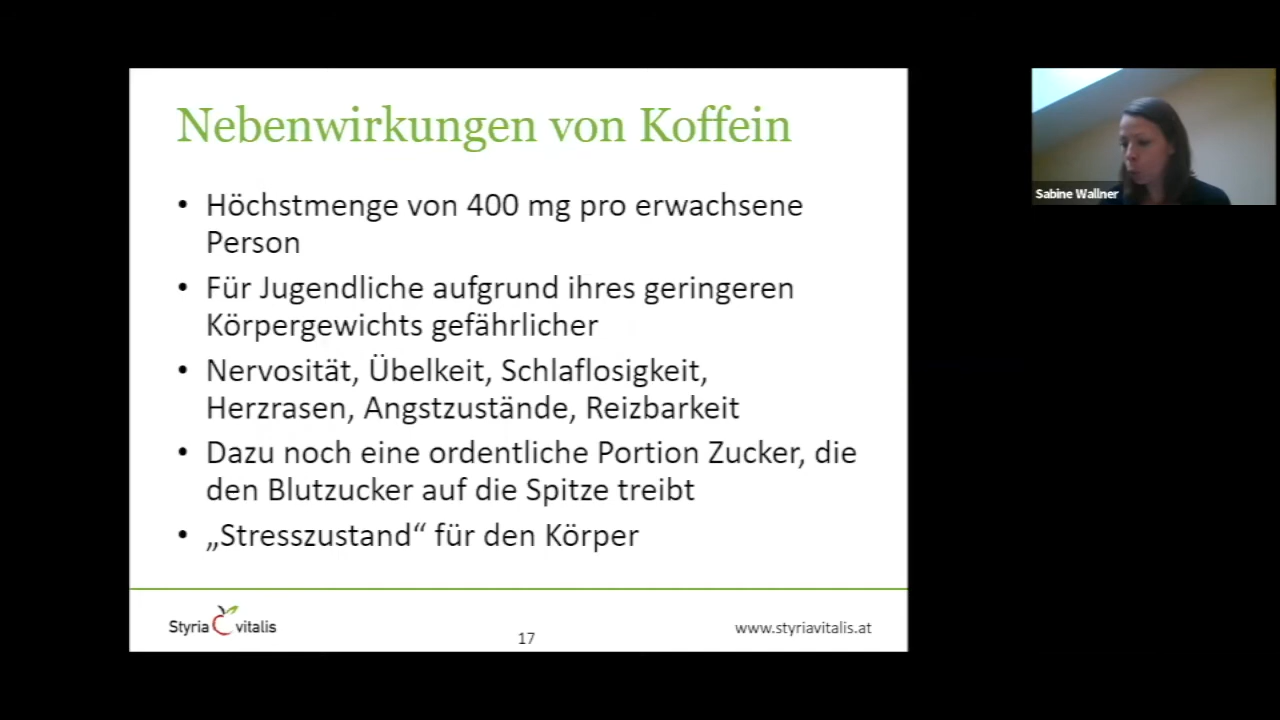 Nebenwirkungen von Koffein
• Höchstmenge von 400 mg pro erwachsene
Person
• Für Jugendliche aufgrund ihres geringeren
Körpergewichts gefährlicher
• Nervosität, Übelkeit, Schlaflosigkeit,
Herzrasen, Angstzustände, Reizbarkeit
• Dazu noch eine ordentliche Portion Zucker, die
den Blutzucker auf die Spitze treibt
• „Stresszustand“ für den Körper
Styria vitalis
17
www.styriavitalis.at
Sabine Wallner